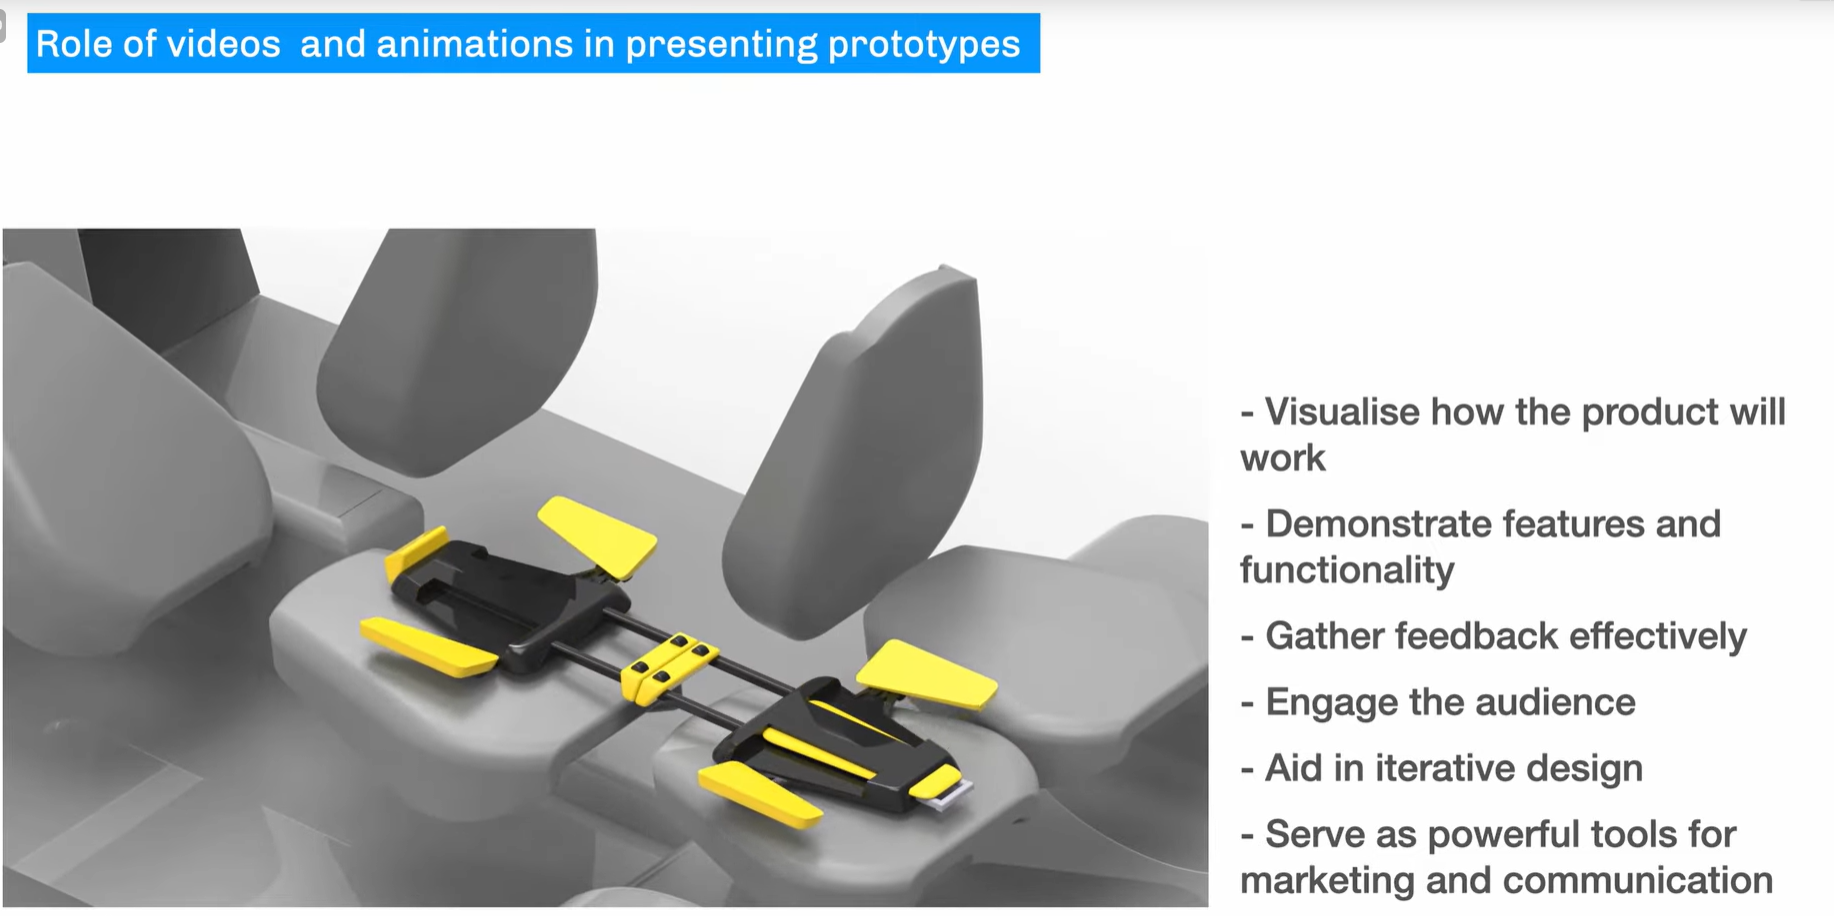 Role of videos and animations in presenting prototypes
- Visualise how the product will
work
- Demonstrate features and
functionality
- Gather feedback effectively
- Engage the audience
- Aid in iterative design
- Serve as powerful tools for
marketing and communication